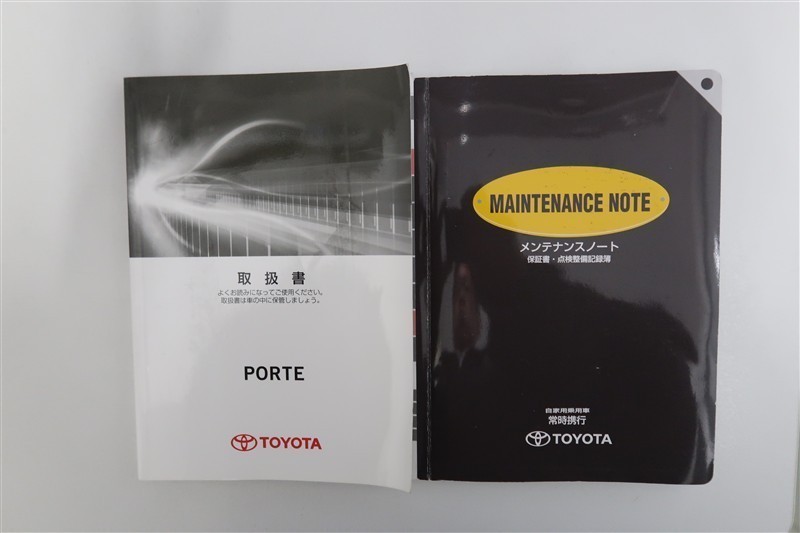 取扱書
よくお読みになってご使用ください。
取扱書は車の中に保管しましょう。
PORTE
TOYOTA
MAINTENANCE NOTE
メンテナンスノート
保証書・点検整備記録簿
自家用乗用車
常時携行
TOYOTA